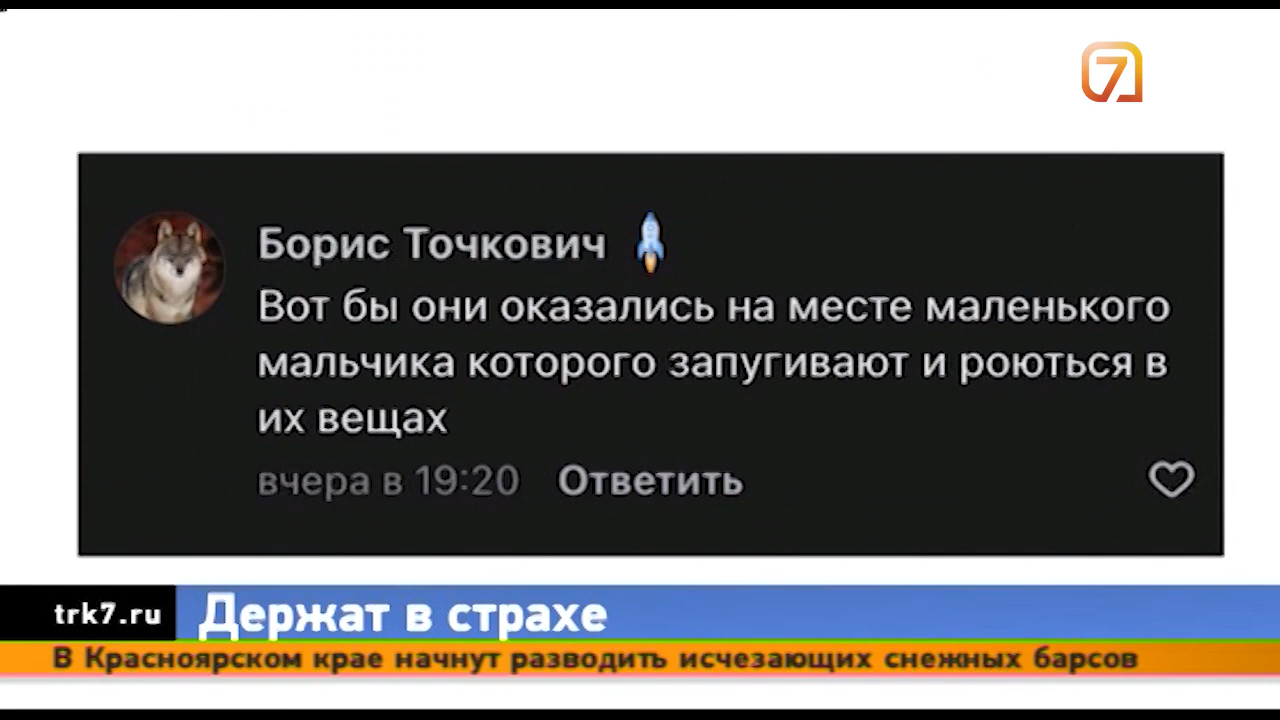 7
Борис Точкович
Вот бы они оказались на месте маленького
мальчика которого запугивают и роються в
их вещах
вчера в 19:20 Ответить
trk7.ru
Держат в страхе
В Красноярском крае начнут разводить исчезающих снежных барсов